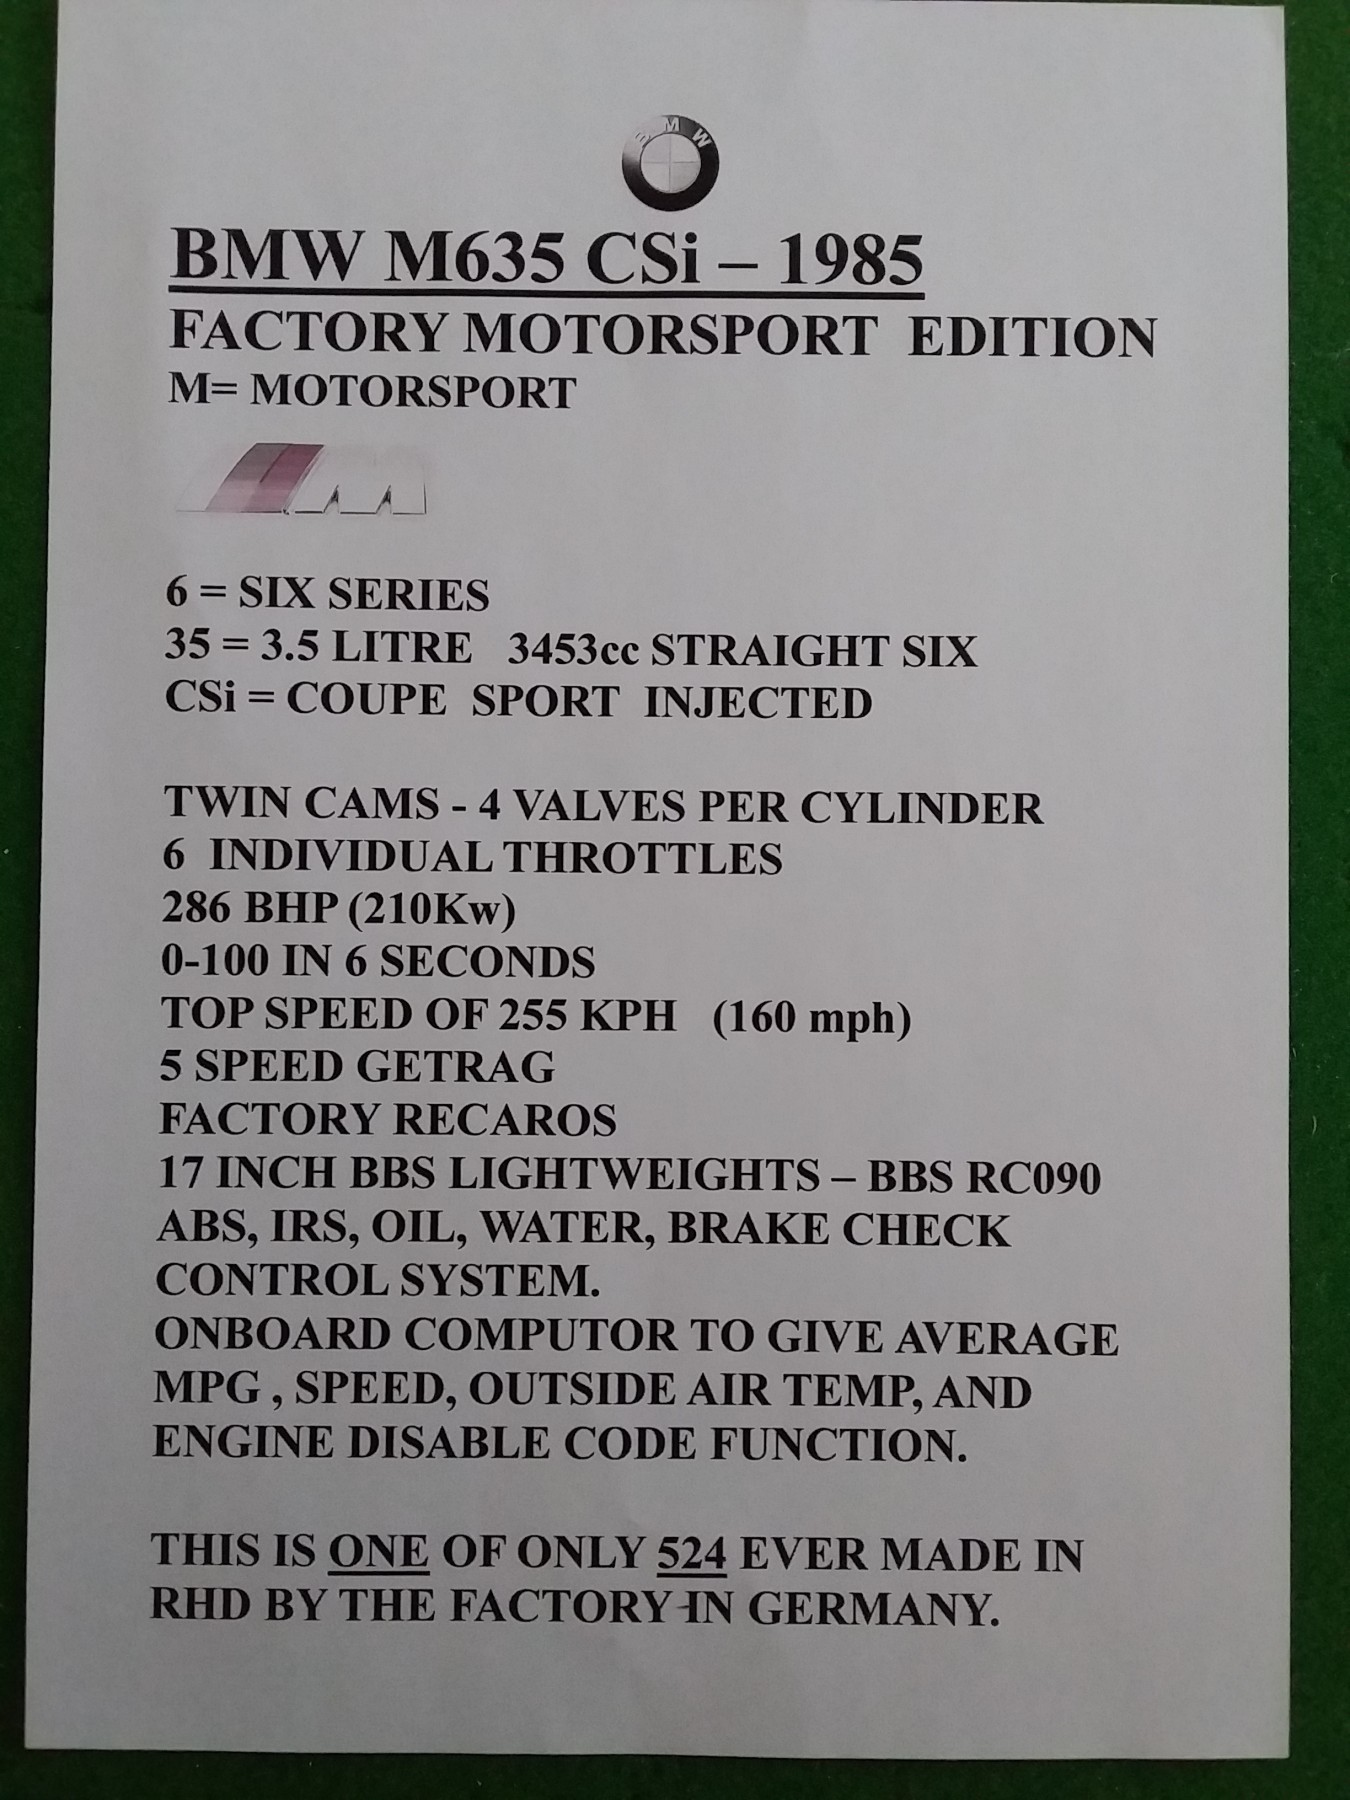 BMW
BMW M635 CSi – 1985
FACTORY MOTORSPORT EDITION
M= MOTORSPORT
M
6 = SIX SERIES
35 = 3.5 LITRE 3453cc STRAIGHT SIX
CSi = COUPE SPORT INJECTED
TWIN CAMS - 4 VALVES PER CYLINDER
6 INDIVIDUAL THROTTLES
286 BHP (210Kw)
0-100 IN 6 SECONDS
TOP SPEED OF 255 KPH (160 mph)
5 SPEED GETRAG
FACTORY RECAROS
17 INCH BBS LIGHTWEIGHTS – BBS RC090
ABS, IRS, OIL, WATER, BRAKE CHECK
CONTROL SYSTEM.
ONBOARD COMPUTOR TO GIVE AVERAGE
MPG , SPEED, OUTSIDE AIR TEMP, AND
ENGINE DISABLE CODE FUNCTION.
THIS IS ONE OF ONLY 524 EVER MADE IN
RHD BY THE FACTORY IN GERMANY.